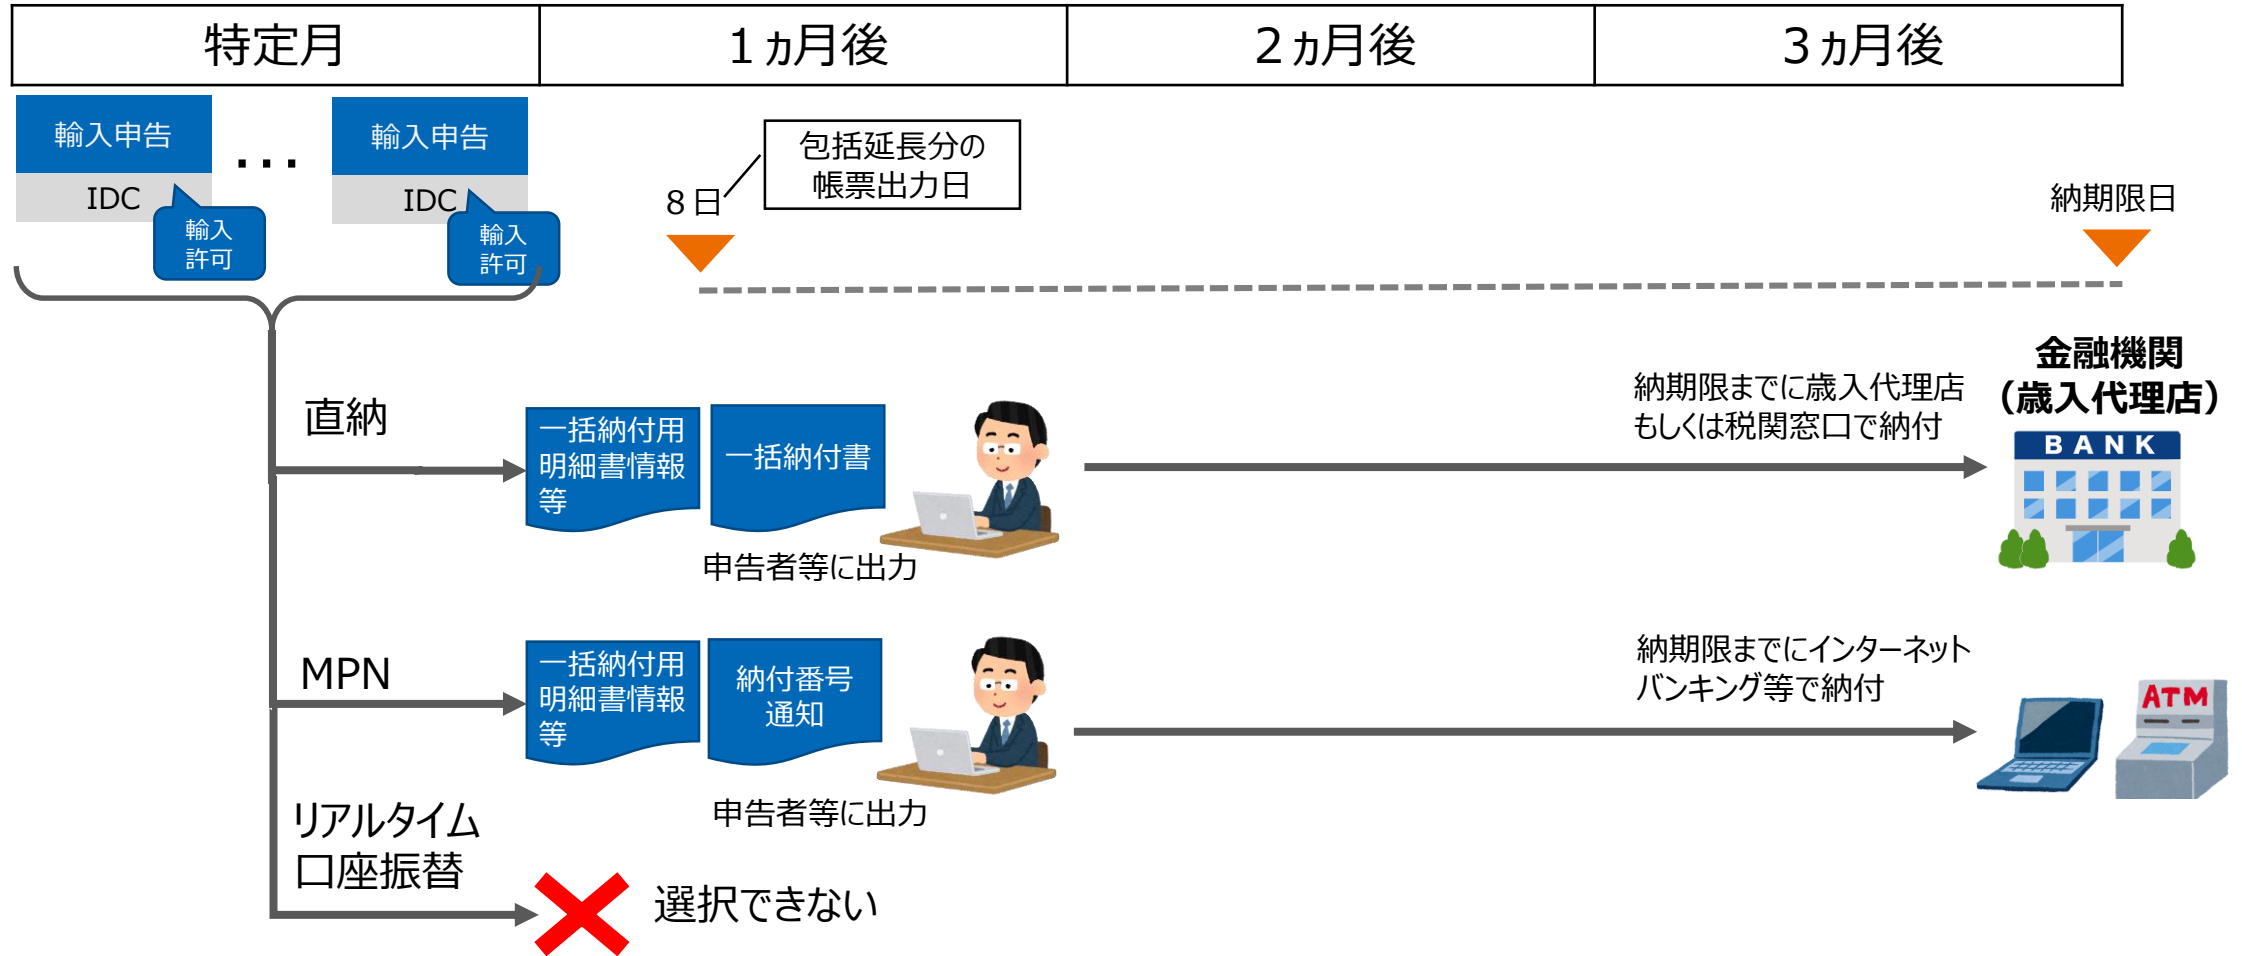 特定月
1ヵ月後
2ヵ月後
3ヵ月後
輸入申告
IDC
輸入
許可
・・・
輸入申告
IDC
輸入
許可
8日
包括延長分の
帳票出力日
納期限日
直納
一括納付用
明細書情報
等
一括納付書
申告者等に出力
納期限までに歳入代理店
もしくは税関窓口で納付
金融機関
（歳入代理店）
BANK
MPN
一括納付用
明細書情報
等
納付番号
通知
申告者等に出力
納期限までにインターネット
バンキング等で納付
ATM
リアルタイム
口座振替
選択できない